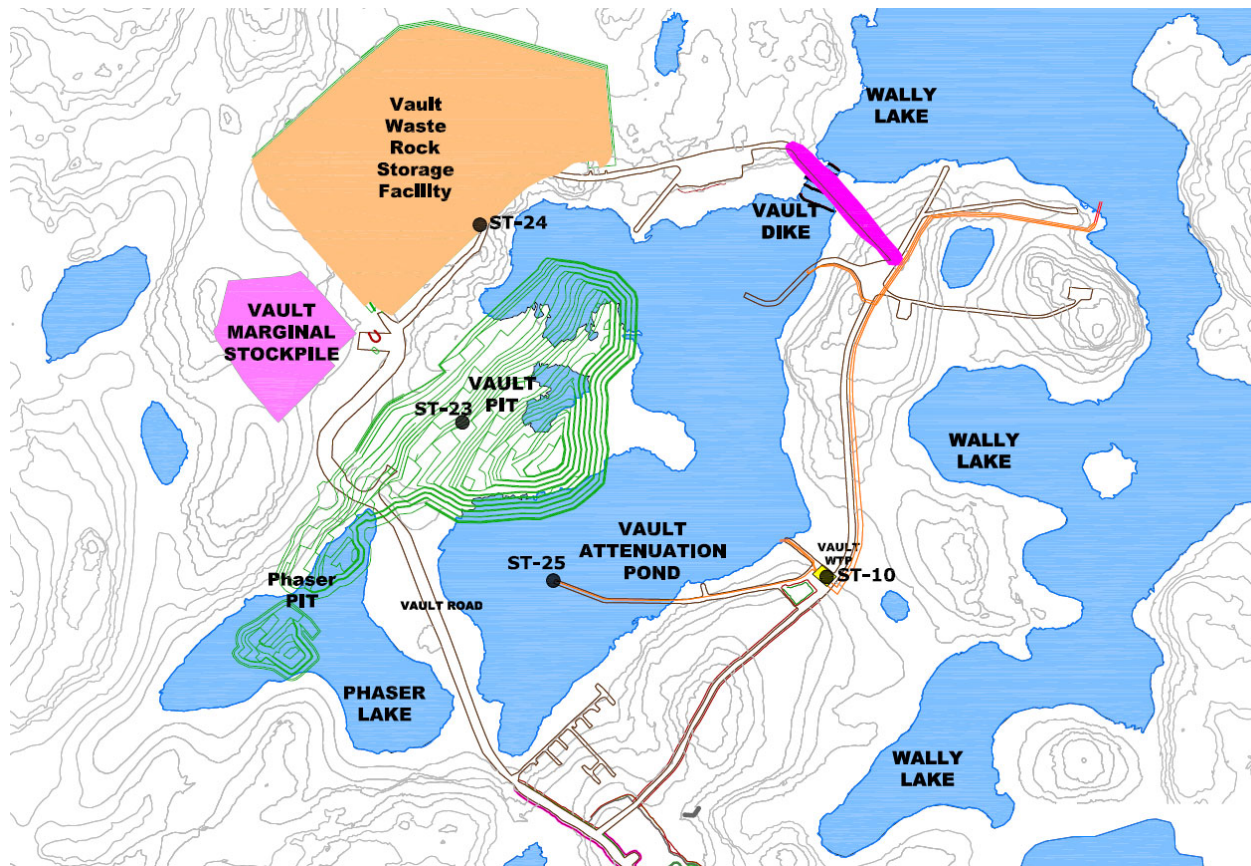 Vault
Waste
Rock
Storage
Facility
WALLY
LAKE
VAULT
DIKE
ST-24
VAULT
MARGINAL
STOCKPILE
VAULT
PIT
ST-23
WALLY
LAKE
VAULT
ATTENUATION
POND
VAULT
WTP
ST-25
ST-10
Phaser
PIT
VAULT ROAD
PHASER
LAKE
WALLY
LAKE